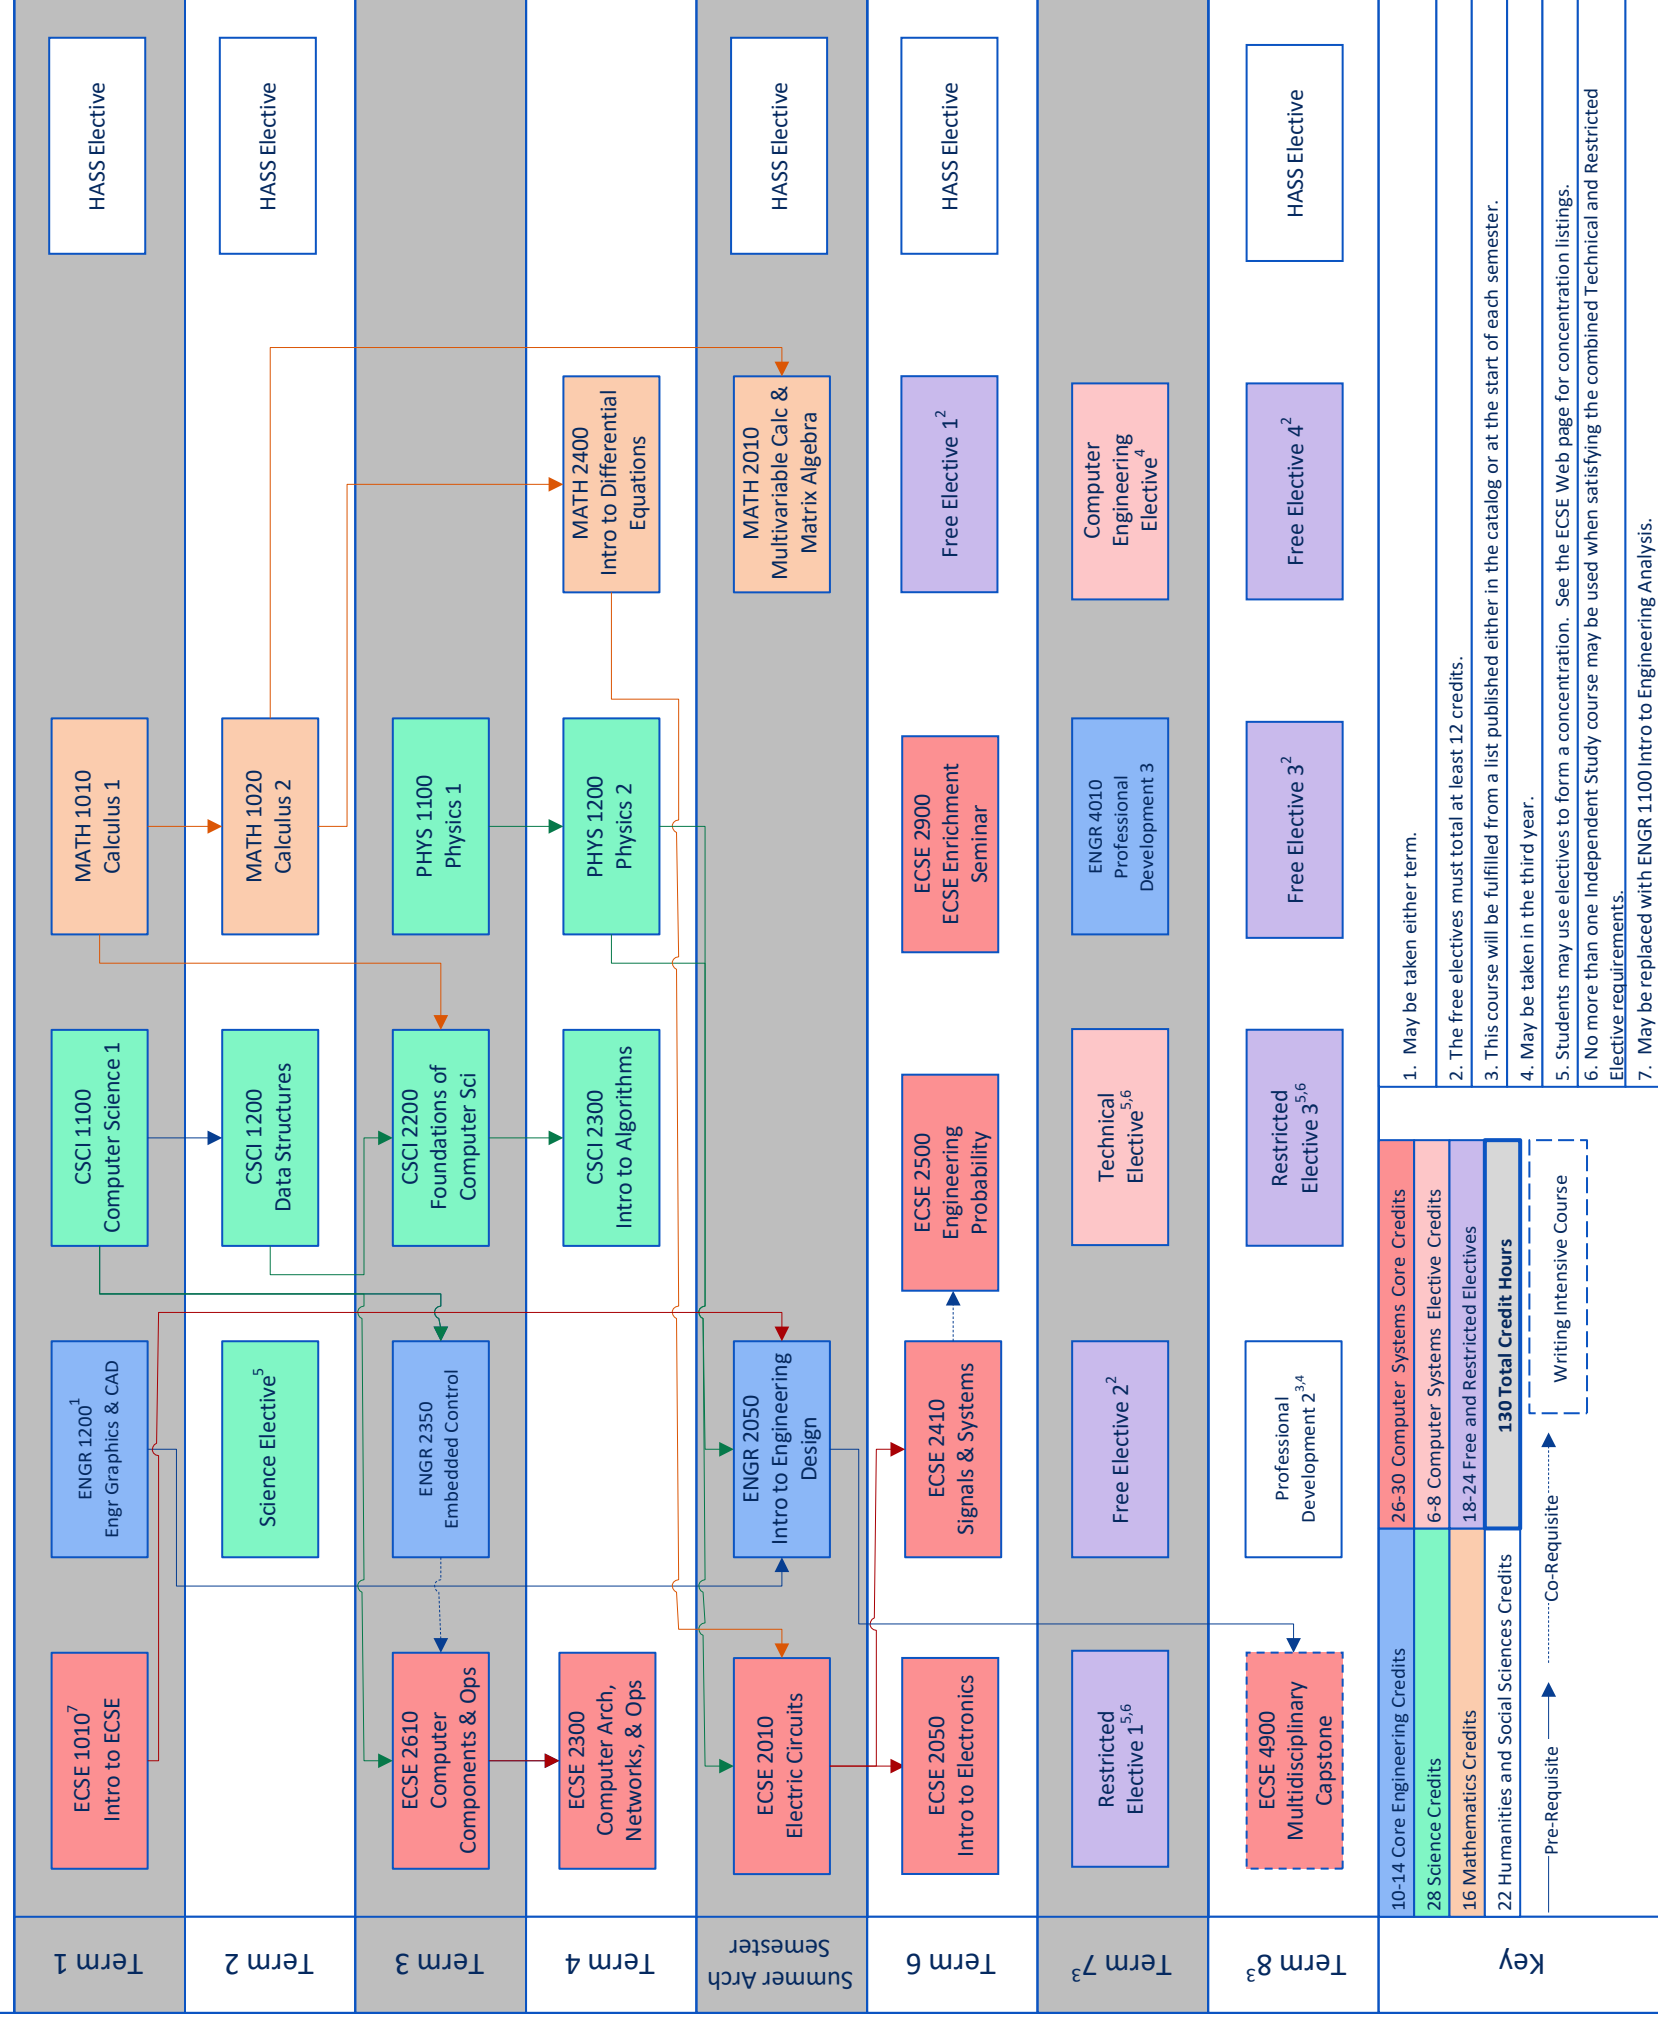 Term 1
ECSE 1010⁷
Intro to ECSE
ENGR 1200¹
Engr Graphics & CAD
CSCI 1100
Computer Science 1
MATH 1010
Calculus 1
HASS Elective
Term 2
Science Elective⁵
CSCI 1200
Data Structures
MATH 1020
Calculus 2
HASS Elective
Term 3
ECSE 2610
Computer
Components & Ops
ENGR 2350
Embedded Control
CSCI 2200
Foundations of
Computer Sci
PHYS 1100
Physics 1
Term 4
ECSE 2300
Computer Arch,
Networks, & Ops
CSCI 2300
Intro to Algorithms
PHYS 1200
Physics 2
MATH 2400
Intro to Differential
Equations
Summer Arch
Semester
ECSE 2010
Electric Circuits
ENGR 2050
Intro to Engineering
Design
MATH 2010
Multivariable Calc &
Matrix Algebra
HASS Elective
Term 6
ECSE 2050
Intro to Electronics
ECSE 2410
Signals & Systems
ECSE 2500
Engineering
Probability
ECSE 2900
ECSE Enrichment
Seminar
Free Elective 1²
HASS Elective
Term 7³
Restricted
Elective 1⁵,⁶
Free Elective 2²
Technical
Elective⁵,⁶
ENGR 4010
Professional
Development 3
Computer
Engineering
Elective⁴
Term 8³
ECSE 4900
Multidisciplinary
Capstone
Professional
Development 2³,⁴
Restricted
Elective 3⁵,⁶
Free Elective 3²
Free Elective 4²
HASS Elective
Key
10-14 Core Engineering Credits
28 Science Credits
16 Mathematics Credits
22 Humanities and Social Sciences Credits
26-30 Computer Systems Core Credits
6-8 Computer Systems Elective Credits
18-24 Free and Restricted Electives
130 Total Credit Hours
Pre-Requisite
Co-Requisite
Writing Intensive Course
1. May be taken either term.
2. The free electives must total at least 12 credits.
3. This course will be fulfilled from a list published either in the catalog or at the start of each semester.
4. May be taken in the third year.
5. Students may use electives to form a concentration. See the ECSE Web page for concentration listings.
6. No more than one Independent Study course may be used when satisfying the combined Technical and Restricted
Elective requirements.
7. May be replaced with ENGR 1100 Intro to Engineering Analysis.